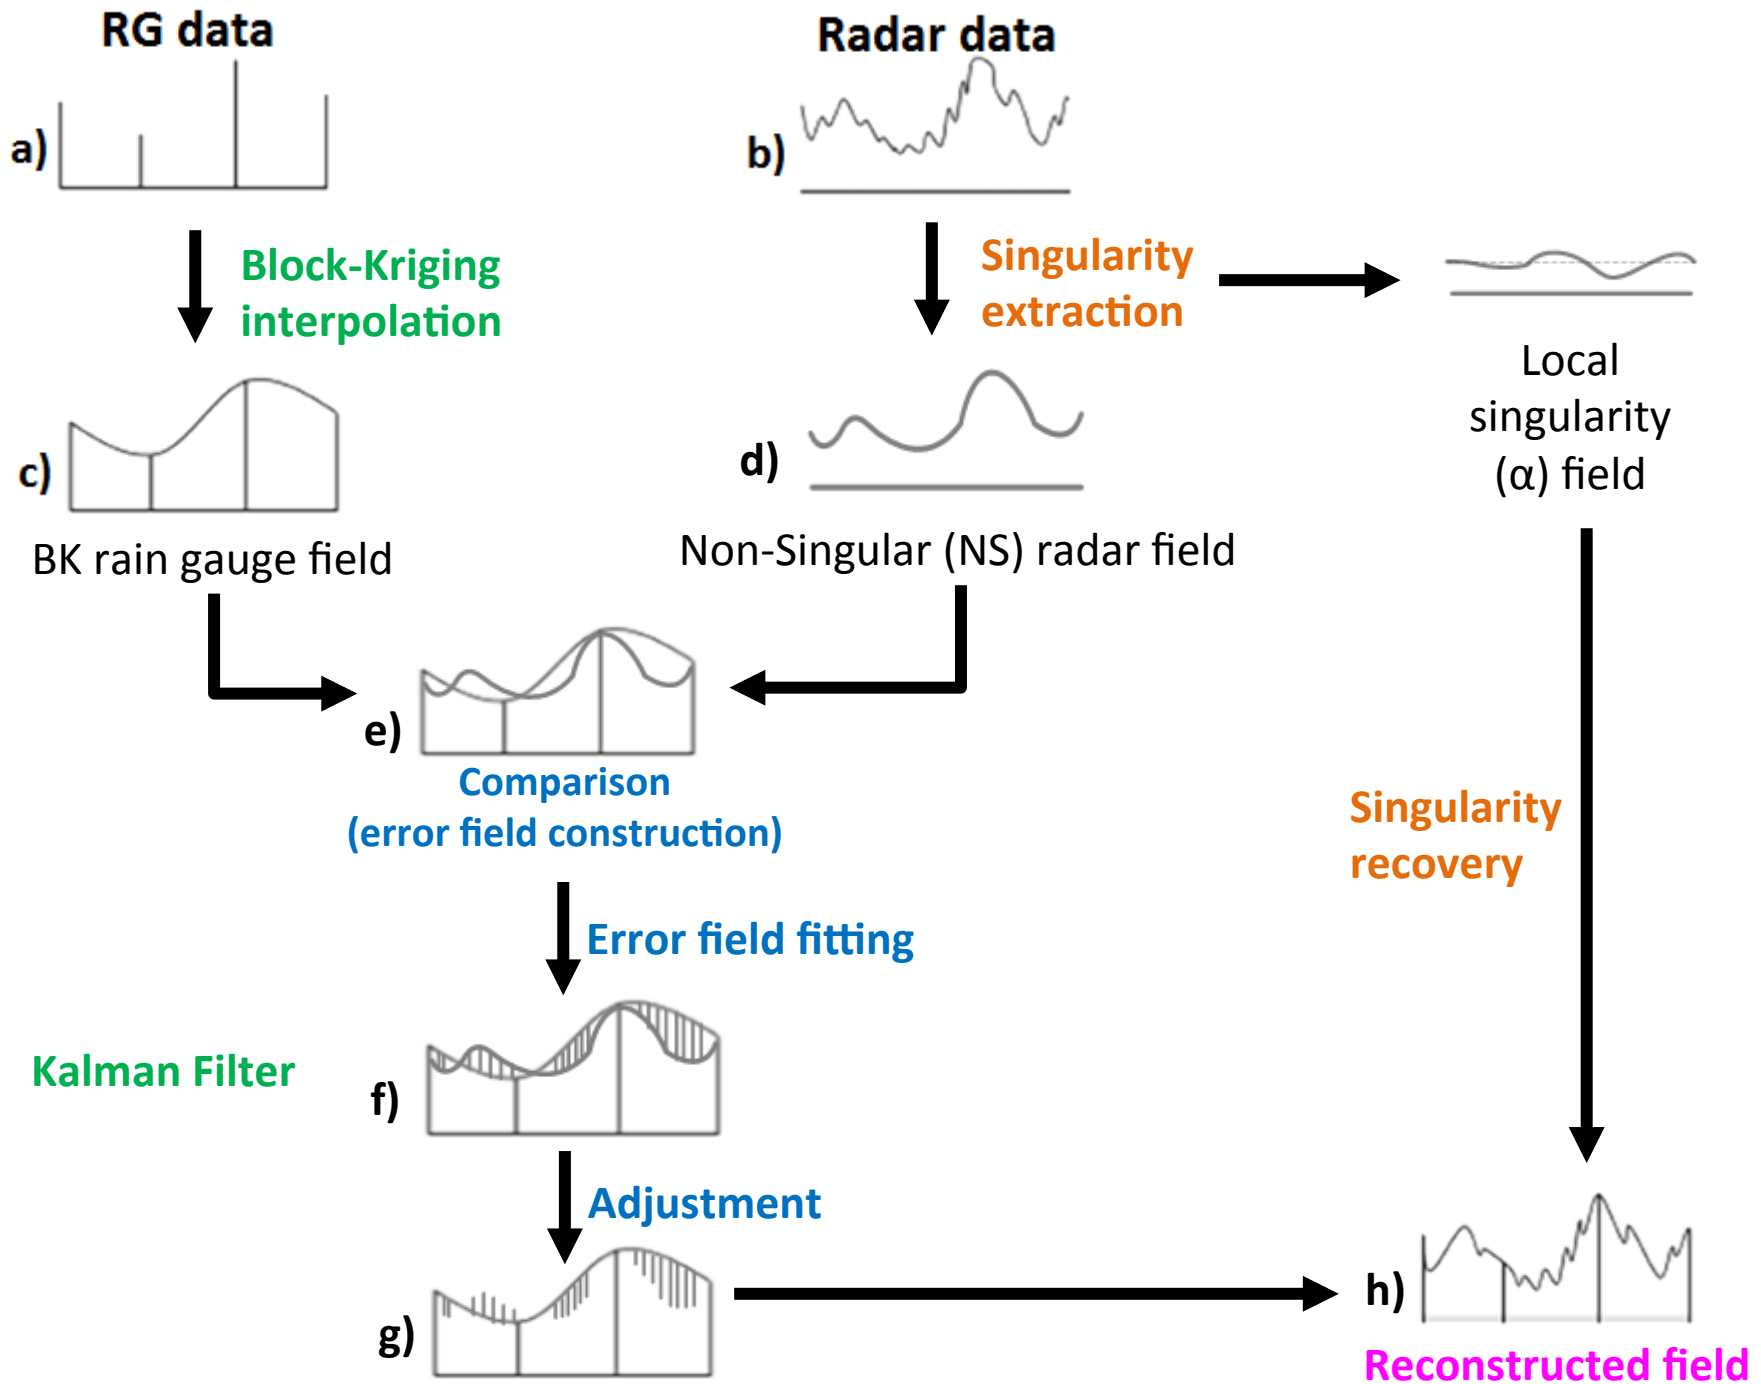 RG data
Radar data
a)
b)
Block-Kriging
interpolation
Singularity
extraction
Local
singularity
(α) field
c)
d)
BK rain gauge field
Non-Singular (NS) radar field
e)
Comparison
(error field construction)
Singularity
recovery
Error field fitting
Kalman Filter
f)
Adjustment
g)
h)
Reconstructed field